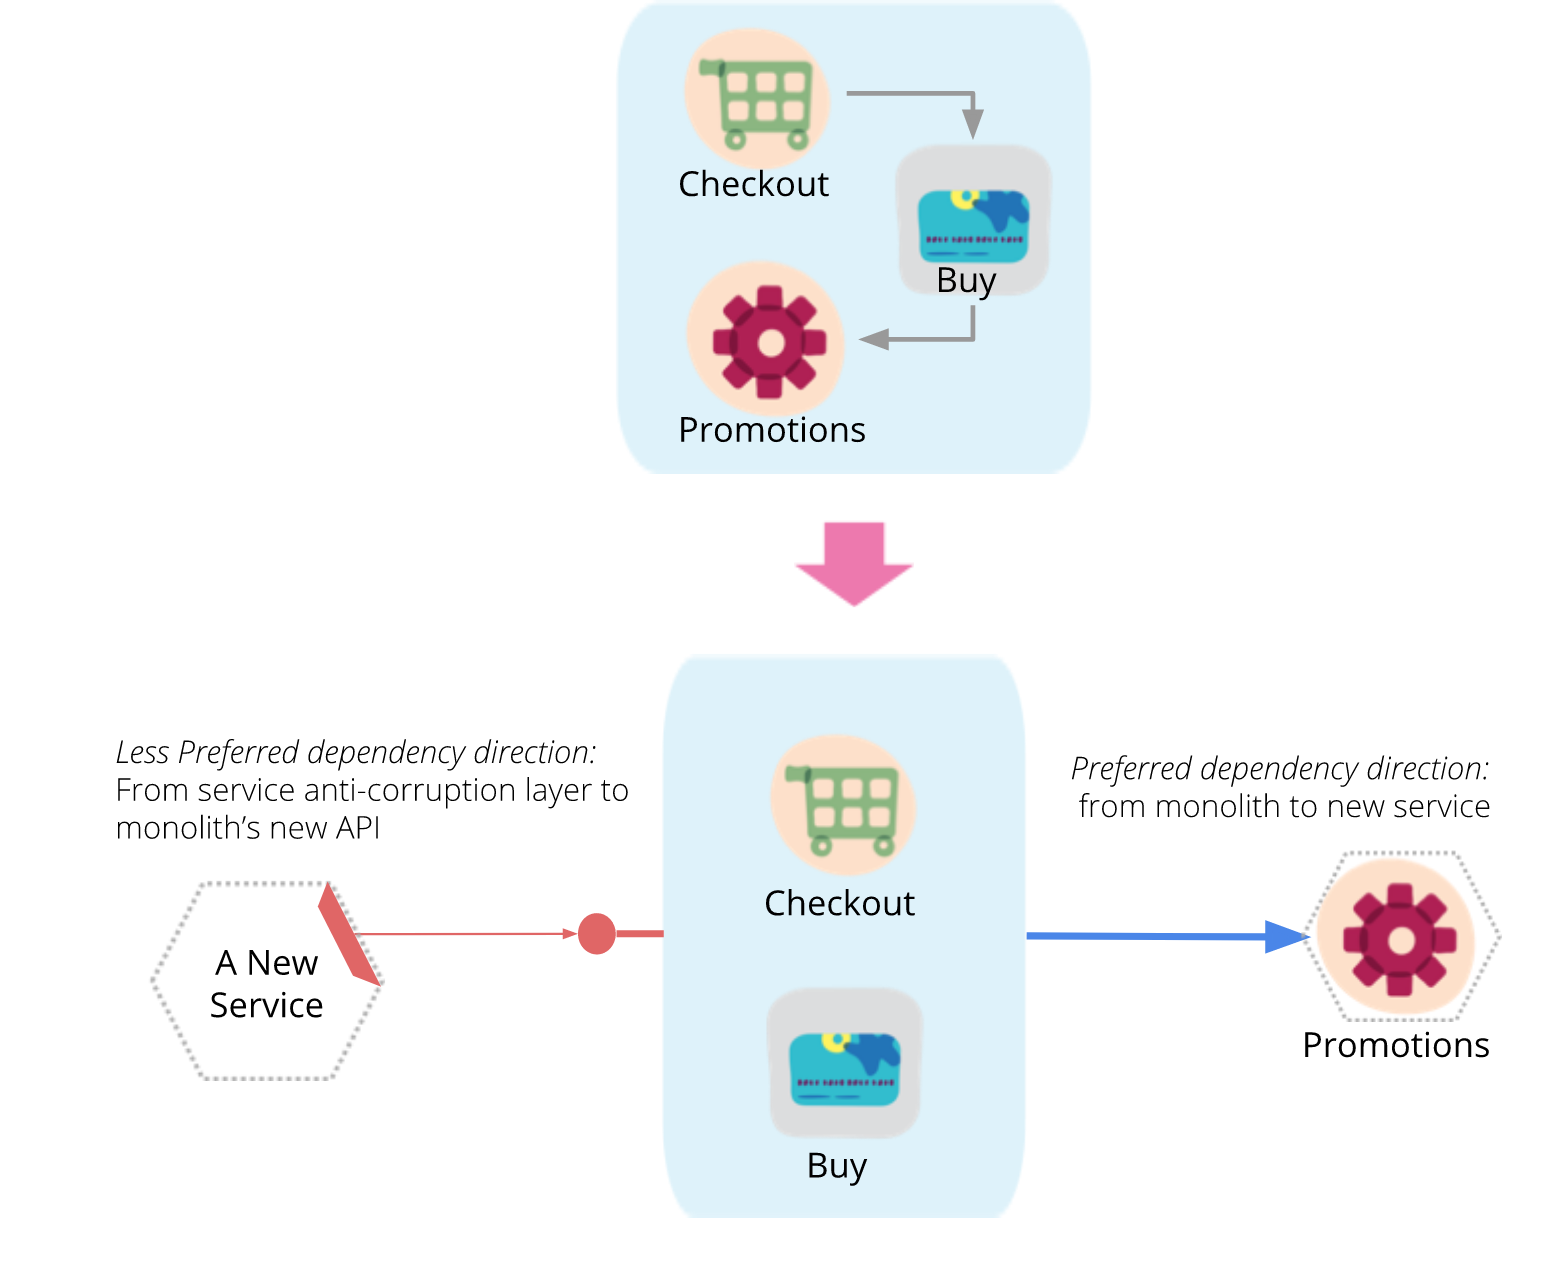 Checkout
Buy
Promotions
Less Preferred dependency direction:
From service anti-corruption layer to
monolith’s new API
A New
Service
Checkout
Buy
Preferred dependency direction:
from monolith to new service
Promotions